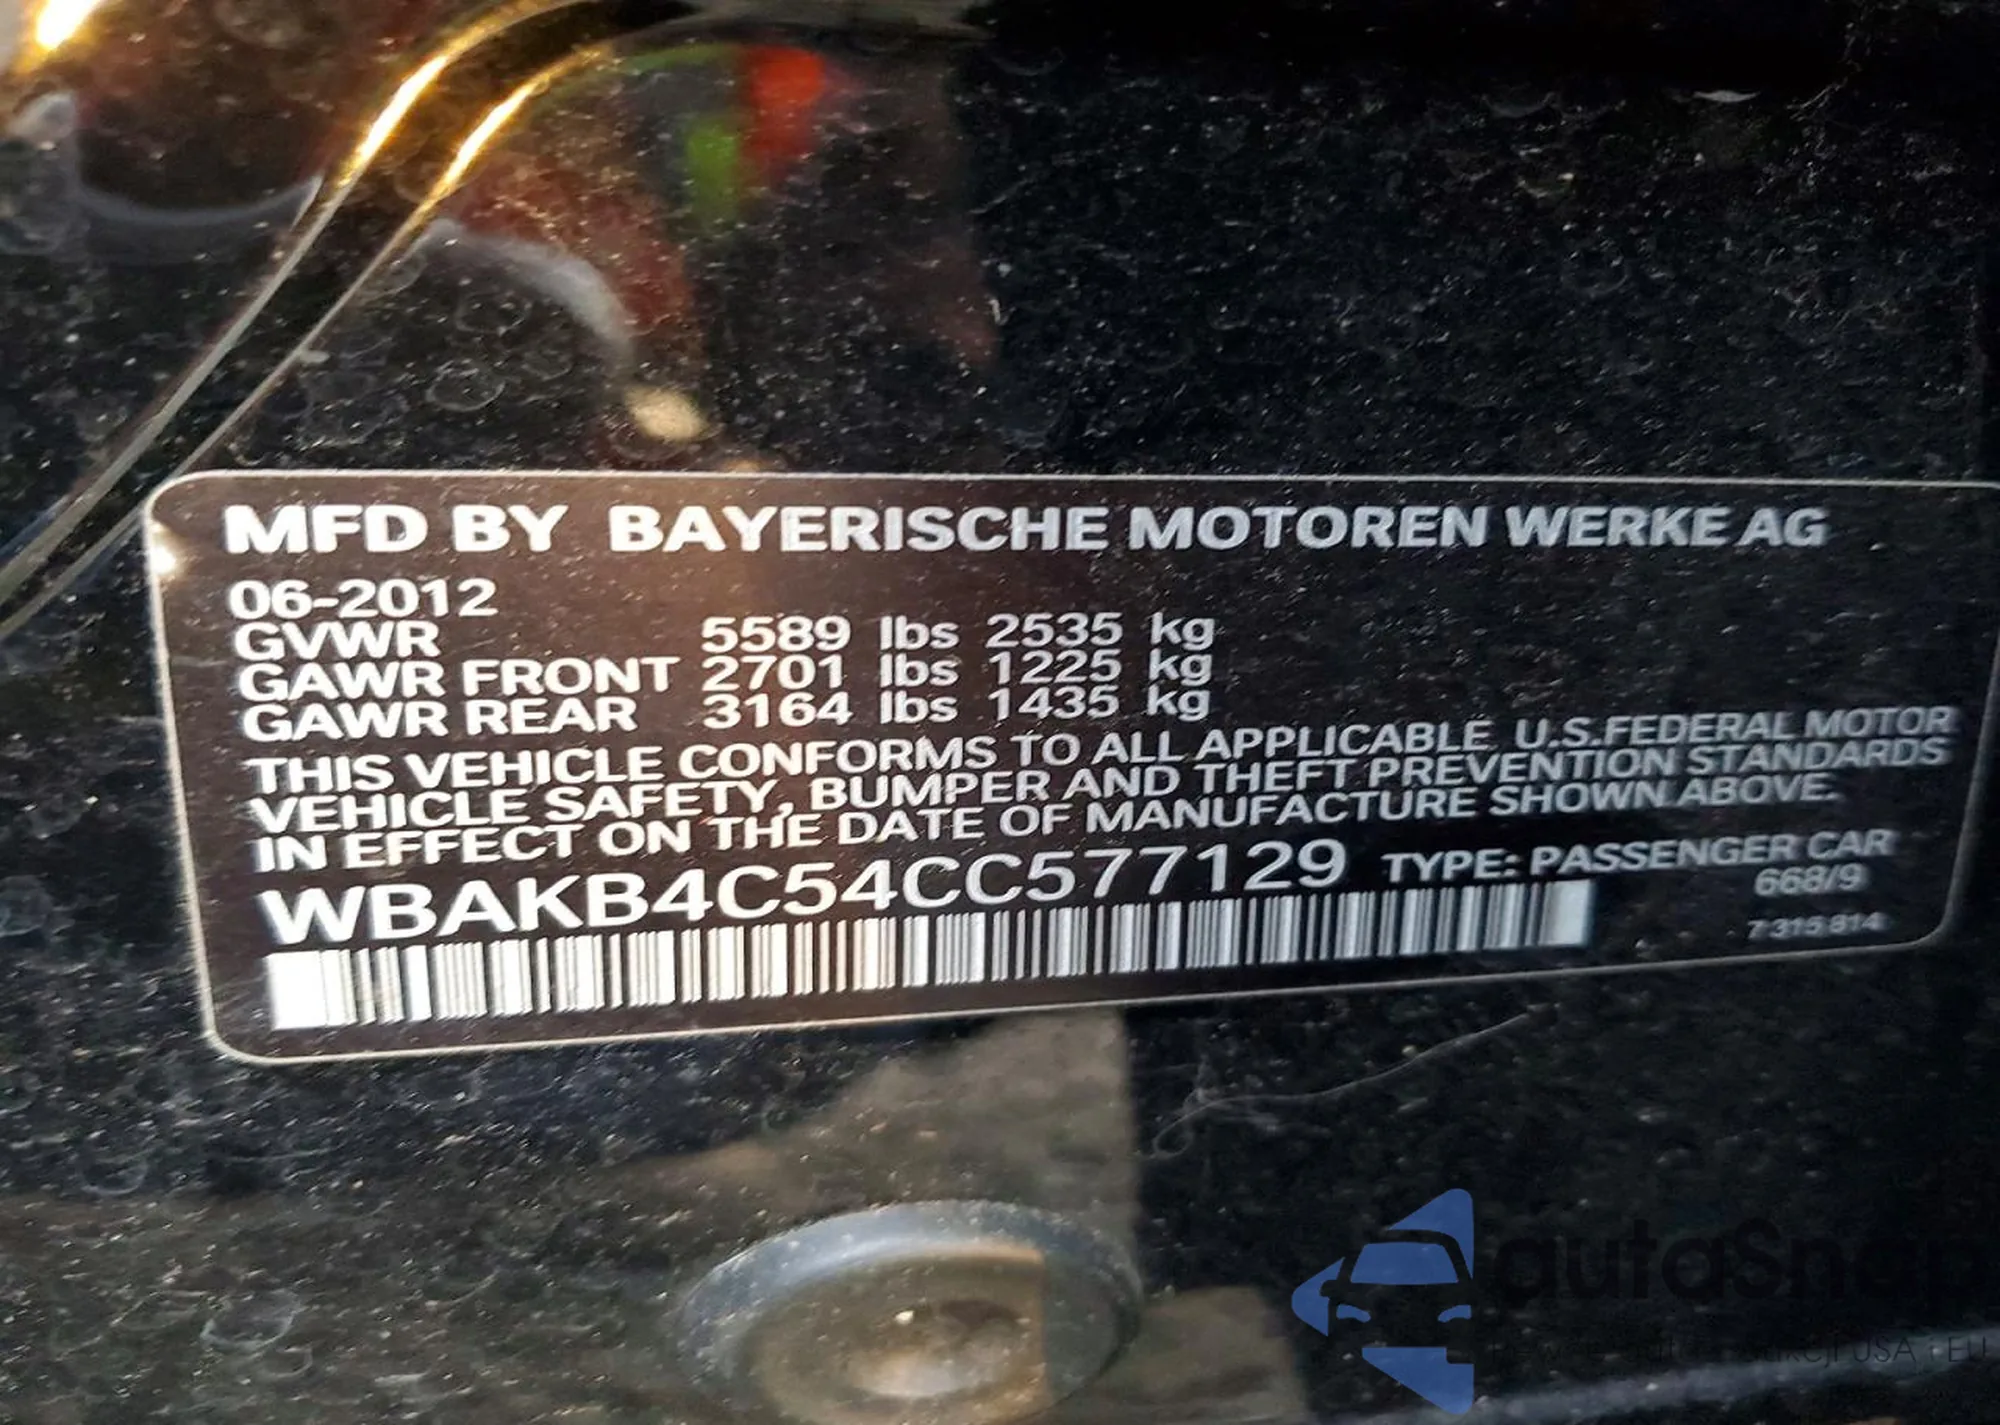 MFD BY BAYERISCHE MOTOREN WERKE AG
06-2012
GVWR 5589 lbs 2535 kg
GAWR FRONT 2701 lbs 1225 kg
GAWR REAR 3164 lbs 1435 kg
THIS VEHICLE CONFORMS TO ALL APPLICABLE U.S.FEDERAL MOTOR
VEHICLE SAFETY, BUMPER AND THEFT PREVENTION STANDARDS
IN EFFECT ON THE DATE OF MANUFACTURE SHOWN ABOVE.
WBAKB4C54CC577129 TYPE: PASSENGER CAR
668/9
7 315 814
autaSnap
USA i EU